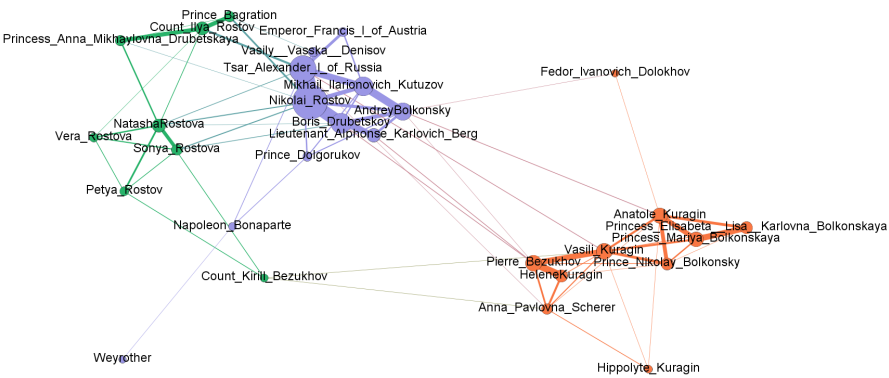 Prince_Bagration
Count_Ilya_Rostov
Emperor_Francis_I_of_Austria
Princess_Anna_Mikhaylovna_Drubetskaya
Vasily__Vasska__Denisov
Tsar_Alexander_I_of_Russia
Fedor_Ivanovich_Dolokhov
Mikhail_Ilarionovich_Kutuzov
Nikolai_Rostov
AndreyBolkonsky
NatashaRostova
Boris_Drubetskoy
Vera_Rostova
Lieutenant_Alphonse_Karlovich_Berg
Sonya_Rostova
Prince_Dolgorukov
Petya_Rostov
Anatole_Kuragin
Napoleon_Bonaparte
Princess_Elisabeta__Lisa__Karlovna_Bolkonskaya
Princess_Mariya_Bolkonskaya
Vasili_Kuragin
Pierre_Bezukhov
Prince_Nikolay_Bolkonsky
Count_Kirill_Bezukhov
HeleneKuragin
Anna_Pavlovna_Scherer
Weyrother
Hippolyte_Kuragin